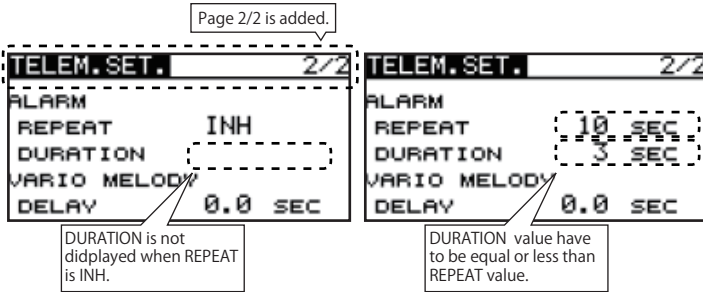 Page 2/2 is added.
TELEM.SET. 2/2
ALARM
REPEAT INH
DURATION
VARIO MELODY
DELAY 0.0 SEC
DURATION is not
didplayed when REPEAT
is INH.
TELEM.SET. 2/2
ALARM
REPEAT 10 SEC
DURATION 3 SEC
VARIO MELODY
DELAY 0.0 SEC
DURATION value have
to be equal or less than
REPEAT value.